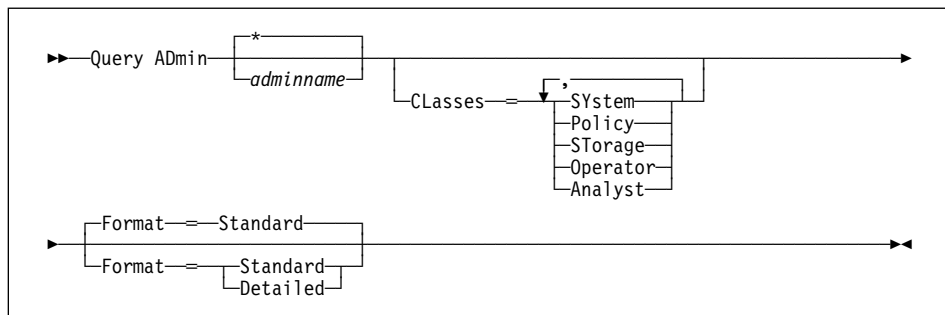 *
Query ADmin
adminname
,
CLasses = SYstem
Policy
STorage
Operator
Analyst
Format = Standard
Format = Standard
Detailed